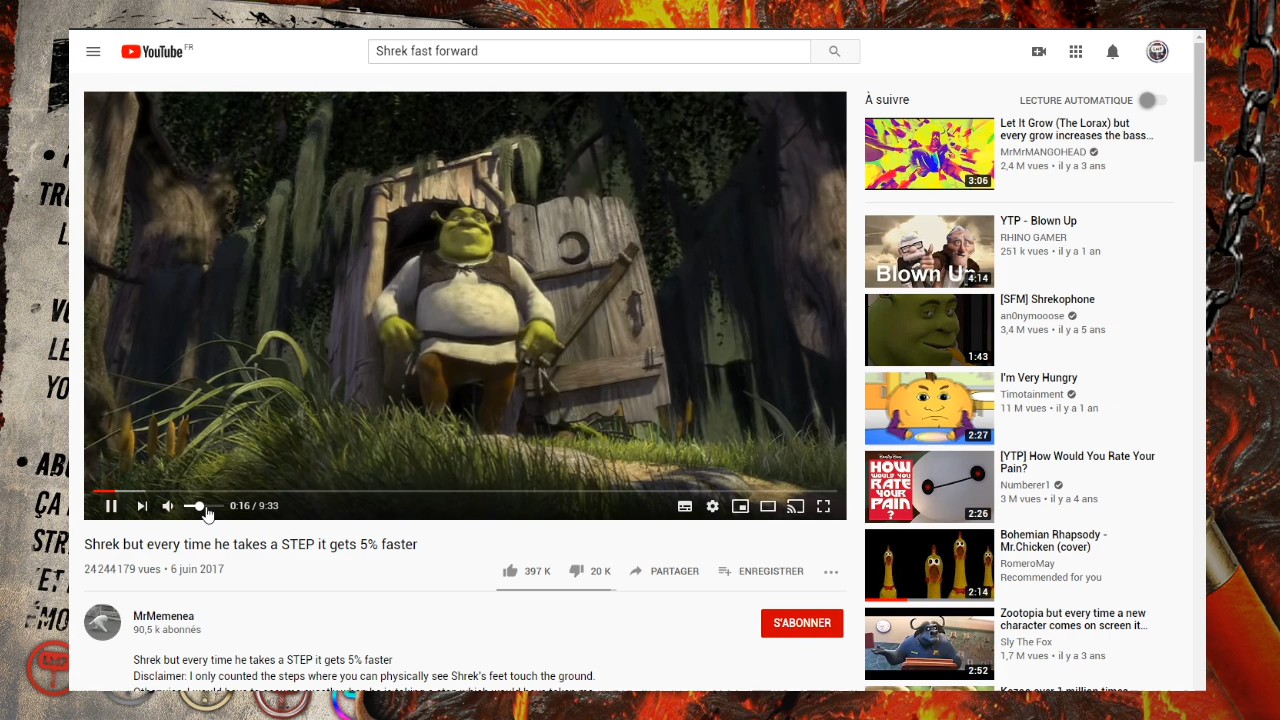 YouTube FR
Shrek fast forward
À suivre
LECTURE AUTOMATIQUE
Let It Grow (The Lorax) but
every grow increases the bass...
MrMrMANGOHEAD
2,4 M vues • il y a 3 ans
3:06
YTP - Blown Up
RHINO GAMER
251 k vues • il y a 1 an
Blown Up
4:14
[SFM] Shrekophone
an0nymooose
3,4 M vues • il y a 5 ans
1:43
I'm Very Hungry
Timotainment
11 M vues • il y a 1 an
2:27
[YTP] How Would You Rate Your
Pain?
Numberer1
3 M vues • il y a 4 ans
HOW
WOULD YOU
RATE
YOUR
PAIN?
2:26
Bohemian Rhapsody -
Mr.Chicken (cover)
RomeroMay
Recommended for you
2:14
Zootopia but every time a new
character comes on screen it...
Sly The Fox
1,7 M vues • il y a 3 ans
2:52
0:16 / 9:33
Shrek but every time he takes a STEP it gets 5% faster
24 244 179 vues • 6 juin 2017
397 K
20 K
PARTAGER
ENREGISTRER
MrMemenea
90,5 k abonnés
S'ABONNER
Shrek but every time he takes a STEP it gets 5% faster
Disclaimer: I only counted the steps where you can physically see Shrek's feet touch the ground.